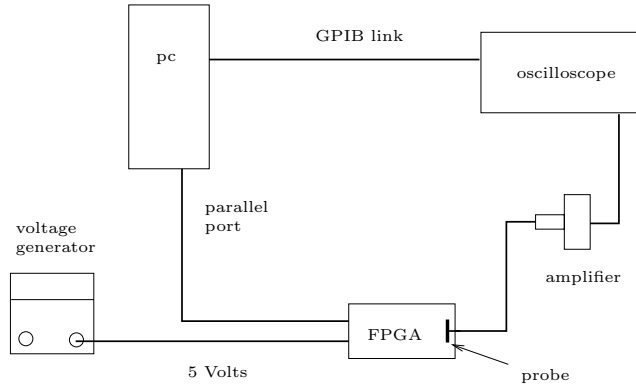 GPIB link
pc
oscilloscope
parallel
port
voltage
generator
amplifier
FPGA
5 Volts
probe